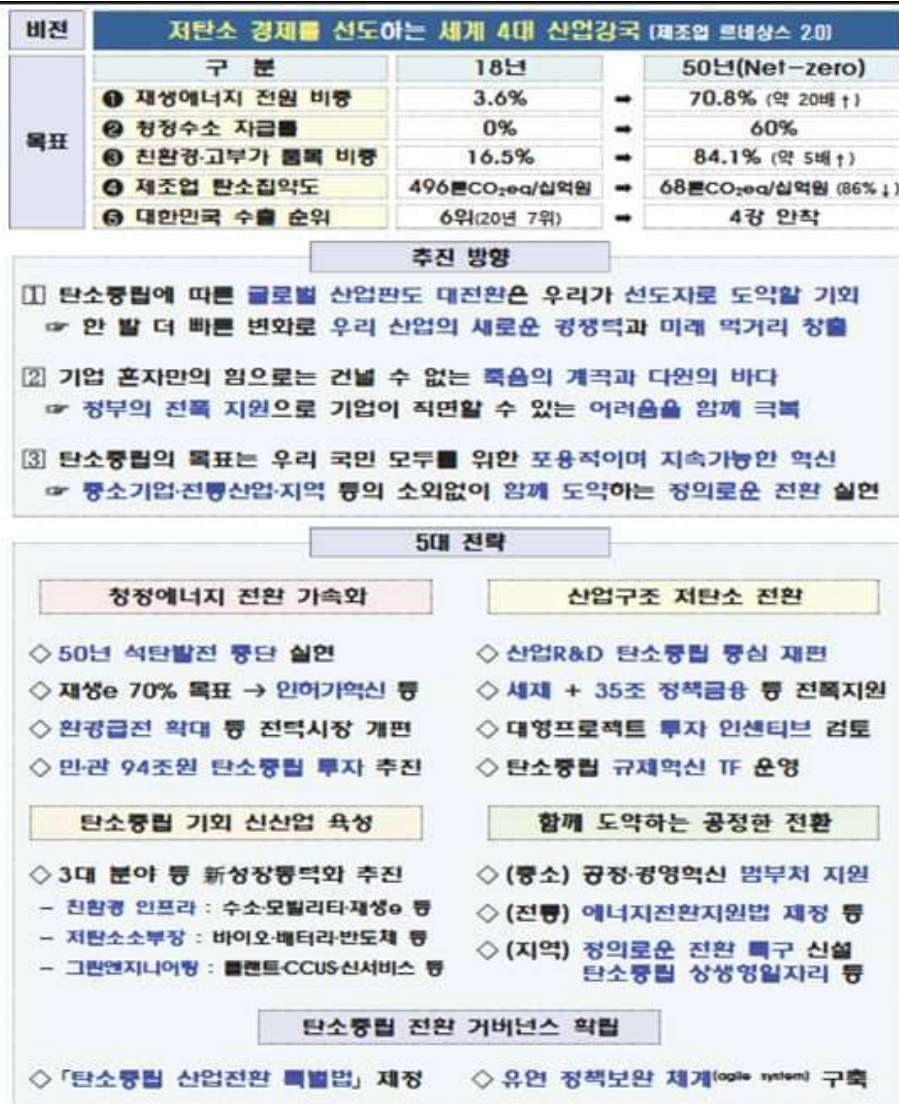 비전
저탄소 경제를 선도하는 세계 4대 산업강국 (제조업 르네상스 2.0)
목표
구 분 18년 50년(Net-zero)
❶ 재생에너지 전원 비중 3.6% ➡ 70.8% (약 20배↑)
❷ 청정수소 자급률 0% ➡ 60%
❸ 친환경·고부가 품목 비중 16.5% ➡ 84.1% (약 5배↑)
❹ 제조업 탄소집약도 496톤CO₂eq/십억원 ➡ 68톤CO₂eq/십억원 (86%↓)
❺ 대한민국 수출 순위 6위(20년 7위) ➡ 4강 안착
추진 방향
1 탄소중립에 따른 글로벌 산업판도 대전환은 우리가 선도자로 도약할 기회
☞ 한 발 더 빠른 변화로 우리 산업의 새로운 경쟁력과 미래 먹거리 창출
2 기업 혼자만의 힘으로는 건널 수 없는 죽음의 계곡과 다윈의 바다
☞ 정부의 전폭 지원으로 기업이 직면할 수 있는 어려움을 함께 극복
3 탄소중립의 목표는 우리 국민 모두를 위한 포용적이며 지속가능한 혁신
☞ 중소기업·전통산업·지역 등의 소외없이 함께 도약하는 정의로운 전환 실현
5대 전략
청정에너지 전환 가속화
◇ 50년 석탄발전 중단 실현
◇ 재생e 70% 목표 → 인허가혁신 등
◇ 환경급전 확대 등 전력시장 개편
◇ 민·관 94조원 탄소중립 투자 추진
산업구조 저탄소 전환
◇ 산업R&D 탄소중립 중심 재편
◇ 세제 + 35조 정책금융 등 전폭지원
◇ 대형프로젝트 투자 인센티브 검토
◇ 탄소중립 규제혁신 TF 운영
탄소중립 기회 신산업 육성
◇ 3대 분야 등 新성장동력화 추진
- 친환경 인프라 : 수소·모빌리티·재생e 등
- 저탄소소부장 : 바이오·배터리·반도체 등
- 그린엔지니어링 : 플랜트·CCUS·신서비스 등
함께 도약하는 공정한 전환
◇ (중소) 공정·경영혁신 범부처 지원
◇ (전통) 에너지전환지원법 제정 등
◇ (지역) 정의로운 전환 특구 신설
탄소중립 상생형일자리 등
탄소중립 전환 거버넌스 확립
◇ 「탄소중립 산업전환 특별법」 제정
◇ 유연 정책보완 체계(agile system) 구축